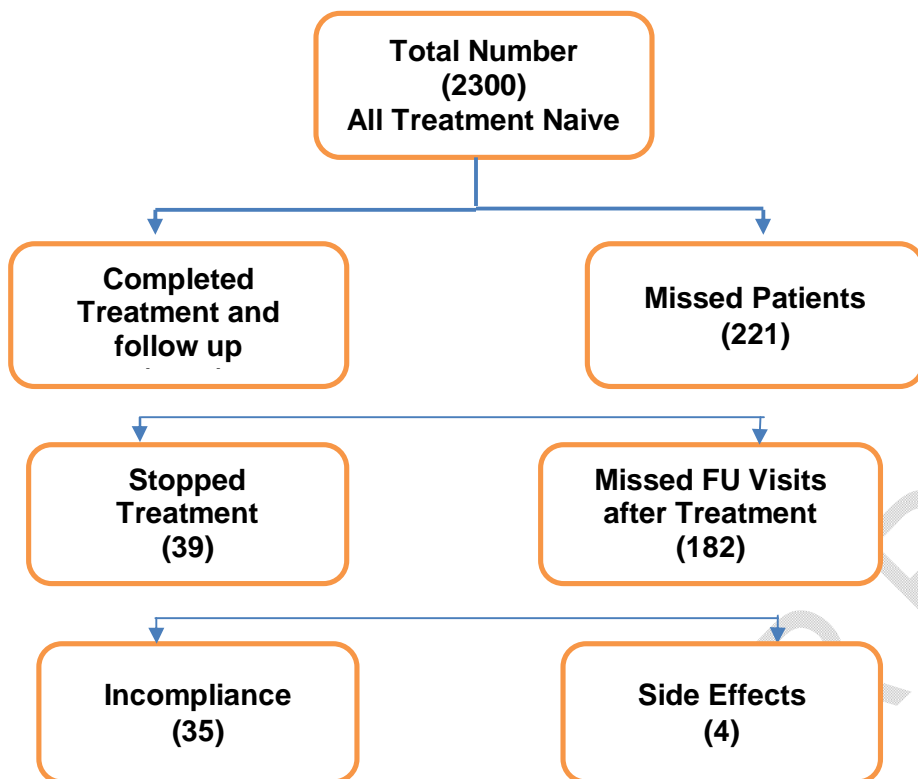 Total Number
(2300)
All Treatment Naive
Completed
Treatment and
follow up
Missed Patients
(221)
Stopped
Treatment
(39)
Missed FU Visits
after Treatment
(182)
Incompliance
(35)
Side Effects
(4)